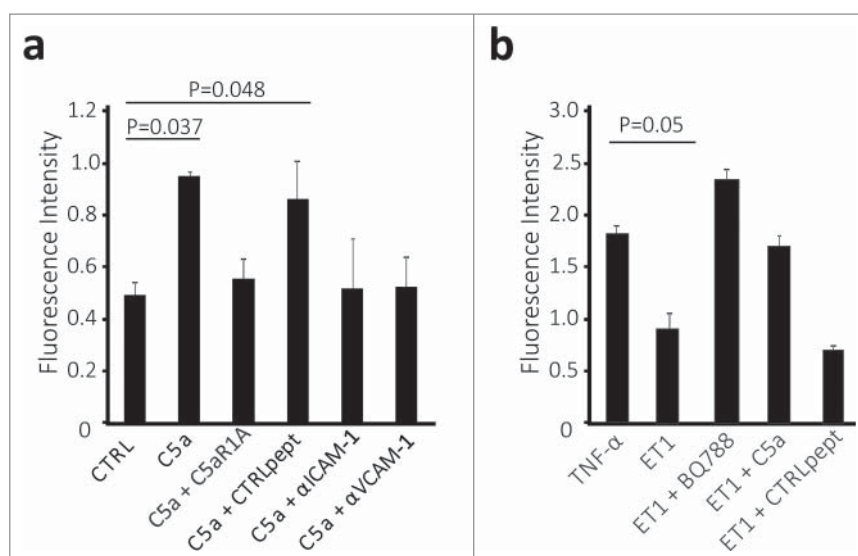 a
P=0.048
P=0.037
Fluorescence Intensity
1.2
1.0
0.8
0.6
0.4
0.2
0
CTRL
C5a
C5a + C5aR1A
C5a + CTRLpept
C5a + αICAM-1
C5a + αVCAM-1
b
P=0.05
Fluorescence Intensity
3.0
2.5
2.0
1.5
1.0
0.5
0
TNF-α
ET1
ET1 + BQ788
ET1 + C5a
ET1 + CTRLpept